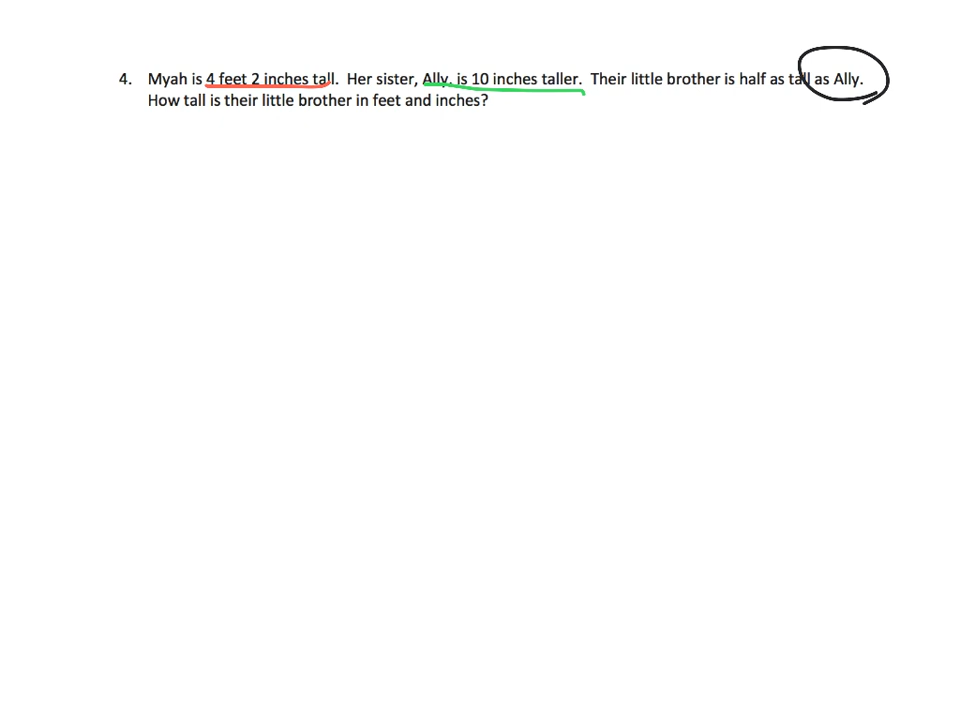 4. Myah is 4 feet 2 inches tall. Her sister, Ally, is 10 inches taller. Their little brother is half as tall as Ally.
How tall is their little brother in feet and inches?